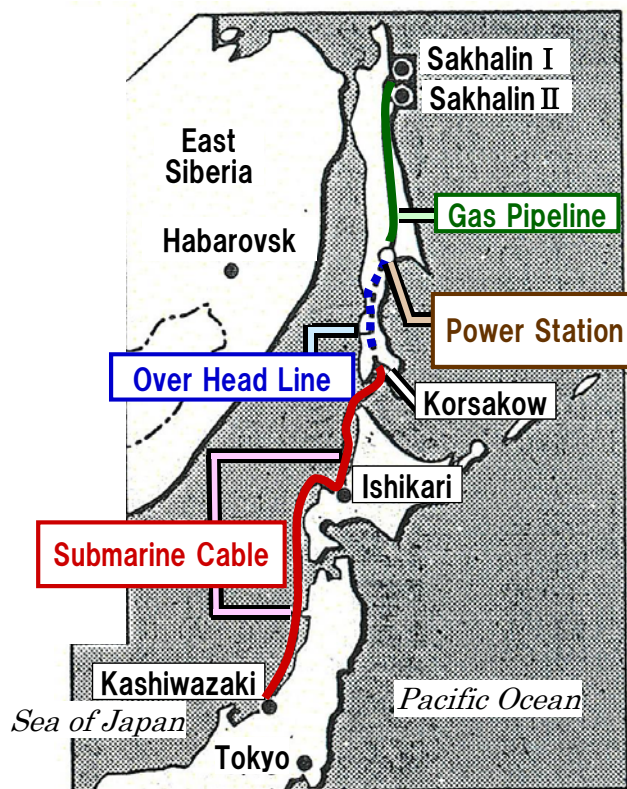 Sakhalin Ⅰ
Sakhalin Ⅱ
East
Siberia
Gas Pipeline
Habarovsk
Power Station
Over Head Line
Korsakow
Ishikari
Submarine Cable
Kashiwazaki
Pacific Ocean
Sea of Japan
Tokyo